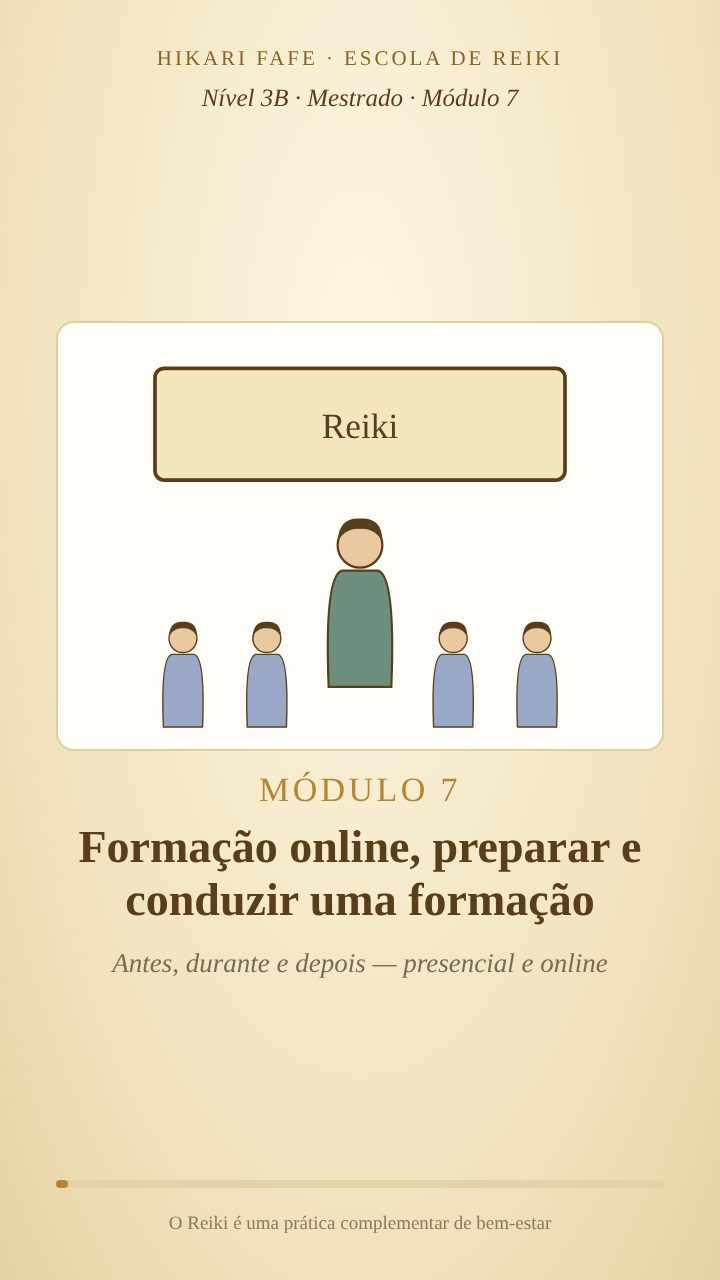 HIKARI FAFE · ESCOLA DE REIKI
Nível 3B · Mestrado · Módulo 7
Reiki
MÓDULO 7
Formação online, preparar e
conduzir uma formação
Antes, durante e depois — presencial e online
O Reiki é uma prática complementar de bem-estar